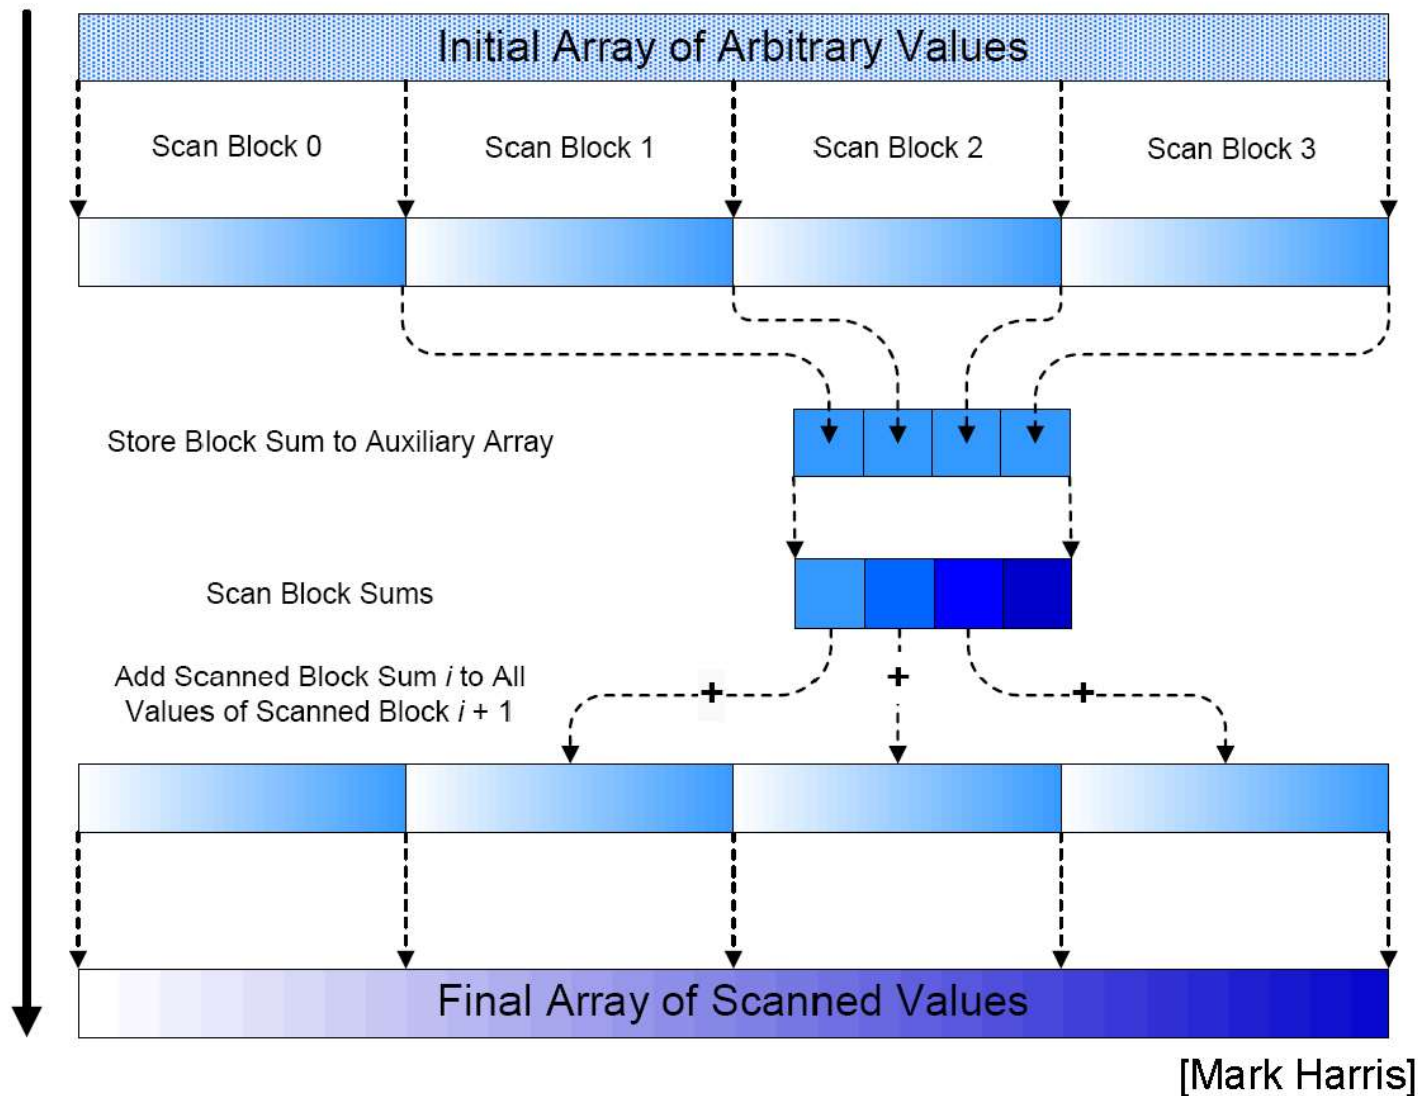 Initial Array of Arbitrary Values
Scan Block 0
Scan Block 1
Scan Block 2
Scan Block 3
Store Block Sum to Auxiliary Array
Scan Block Sums
Add Scanned Block Sum i to All
Values of Scanned Block i + 1
+
+
+
Final Array of Scanned Values
[Mark Harris]